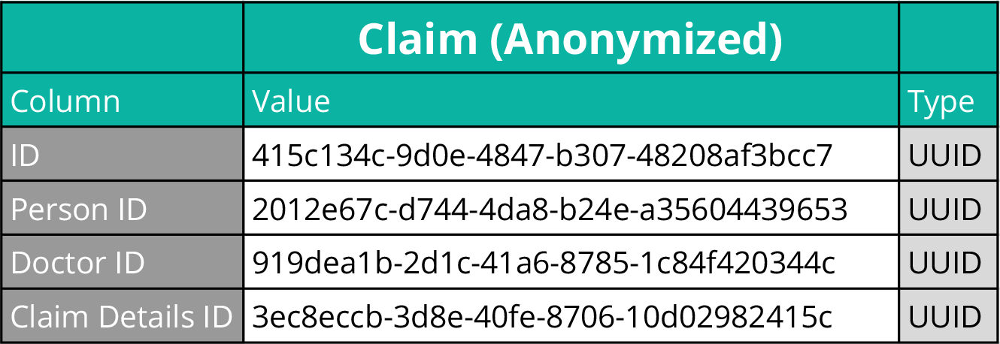 Claim (Anonymized)
Column Value Type
ID 415c134c-9d0e-4847-b307-48208af3bcc7 UUID
Person ID 2012e67c-d744-4da8-b24e-a35604439653 UUID
Doctor ID 919dea1b-2d1c-41a6-8785-1c84f420344c UUID
Claim Details ID 3ec8eccb-3d8e-40fe-8706-10d02982415c UUID